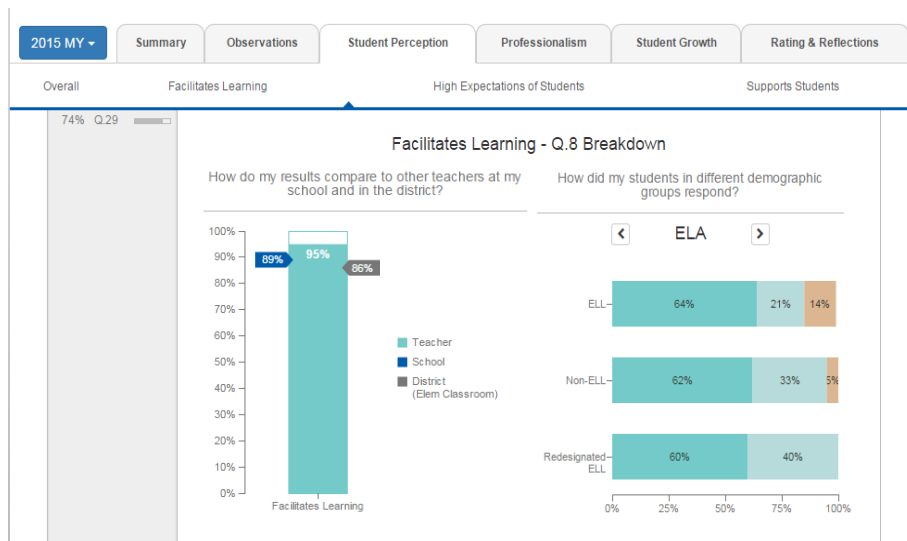 2015 MY
Summary
Observations
Student Perception
Professionalism
Student Growth
Rating & Reflections
Overall
Facilitates Learning
High Expectations of Students
Supports Students
74% Q.29
Facilitates Learning - Q.8 Breakdown
How do my results compare to other teachers at my
school and in the district?
100%
90%
80%
70%
60%
50%
40%
30%
20%
10%
0%
89%
95%
86%
Teacher
School
District
(Elem Classroom)
Facilitates Learning
How did my students in different demographic
groups respond?
ELA
ELL
64%
21%
14%
Non-ELL
62%
33%
5%
Redesignated
ELL
60%
40%
0%
25%
50%
75%
100%